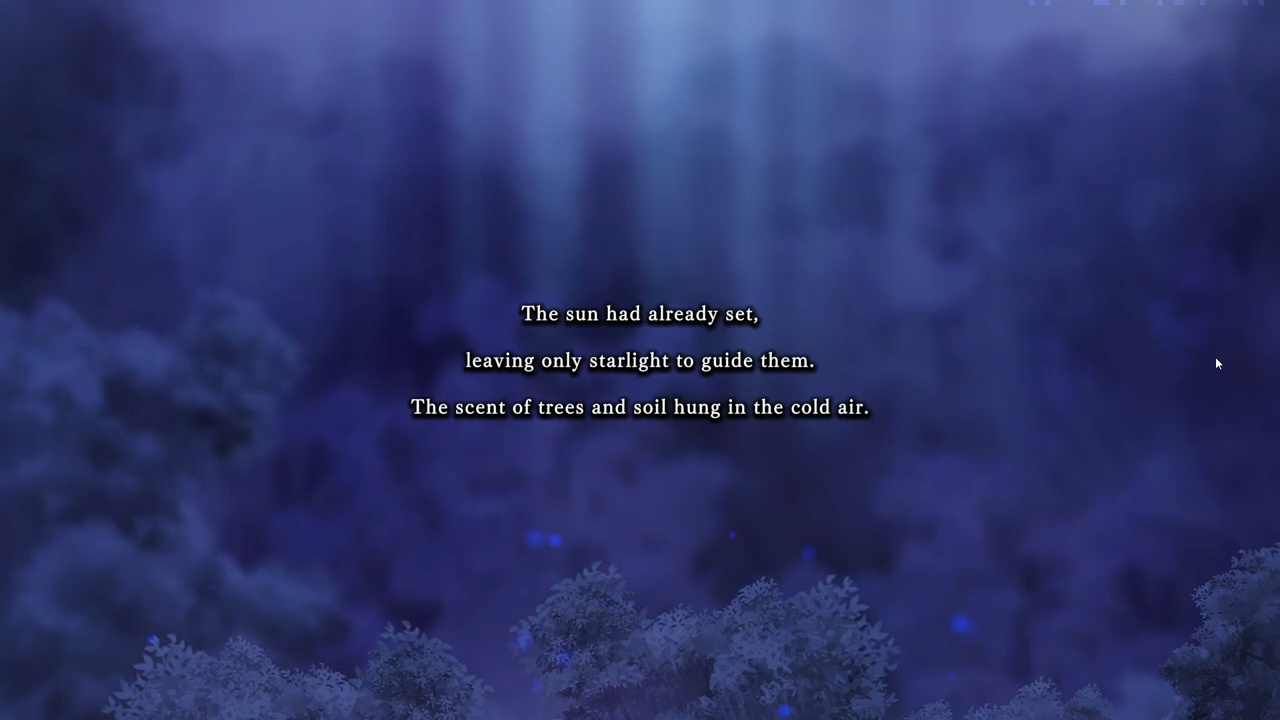 The sun had already set,
leaving only starlight to guide them.
The scent of trees and soil hung in the cold air.